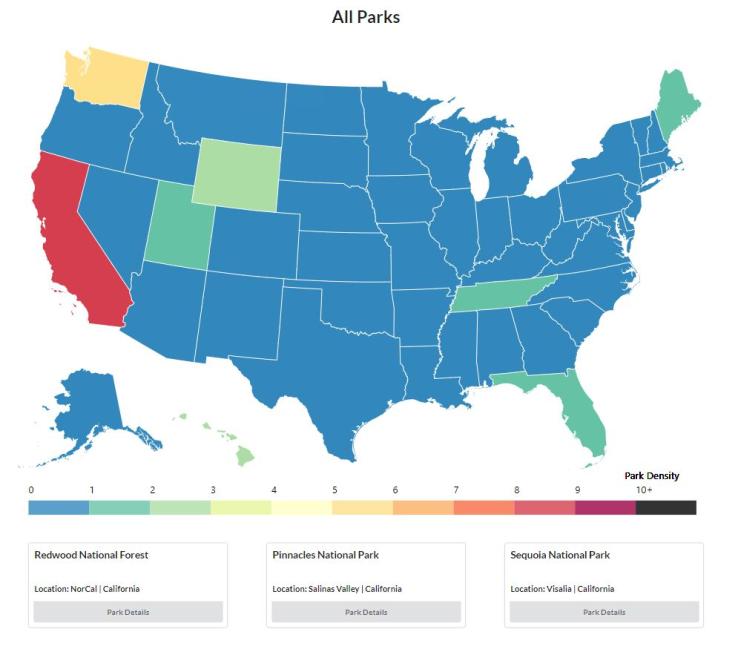 All Parks
Park Density
0 1 2 3 4 5 6 7 8 9 10+
Redwood National Forest
Location: NorCal | California
Park Details
Pinnacles National Park
Location: Salinas Valley | California
Park Details
Sequoia National Park
Location: Visalia | California
Park Details